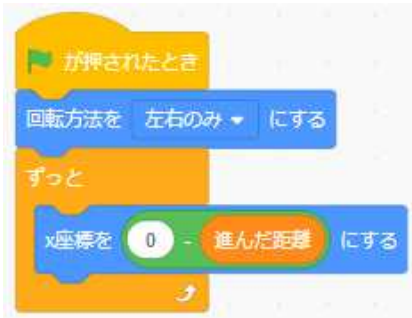 が押されたとき
回転方法を 左右のみ にする
ずっと
x座標を 0 - 進んだ距離 にする